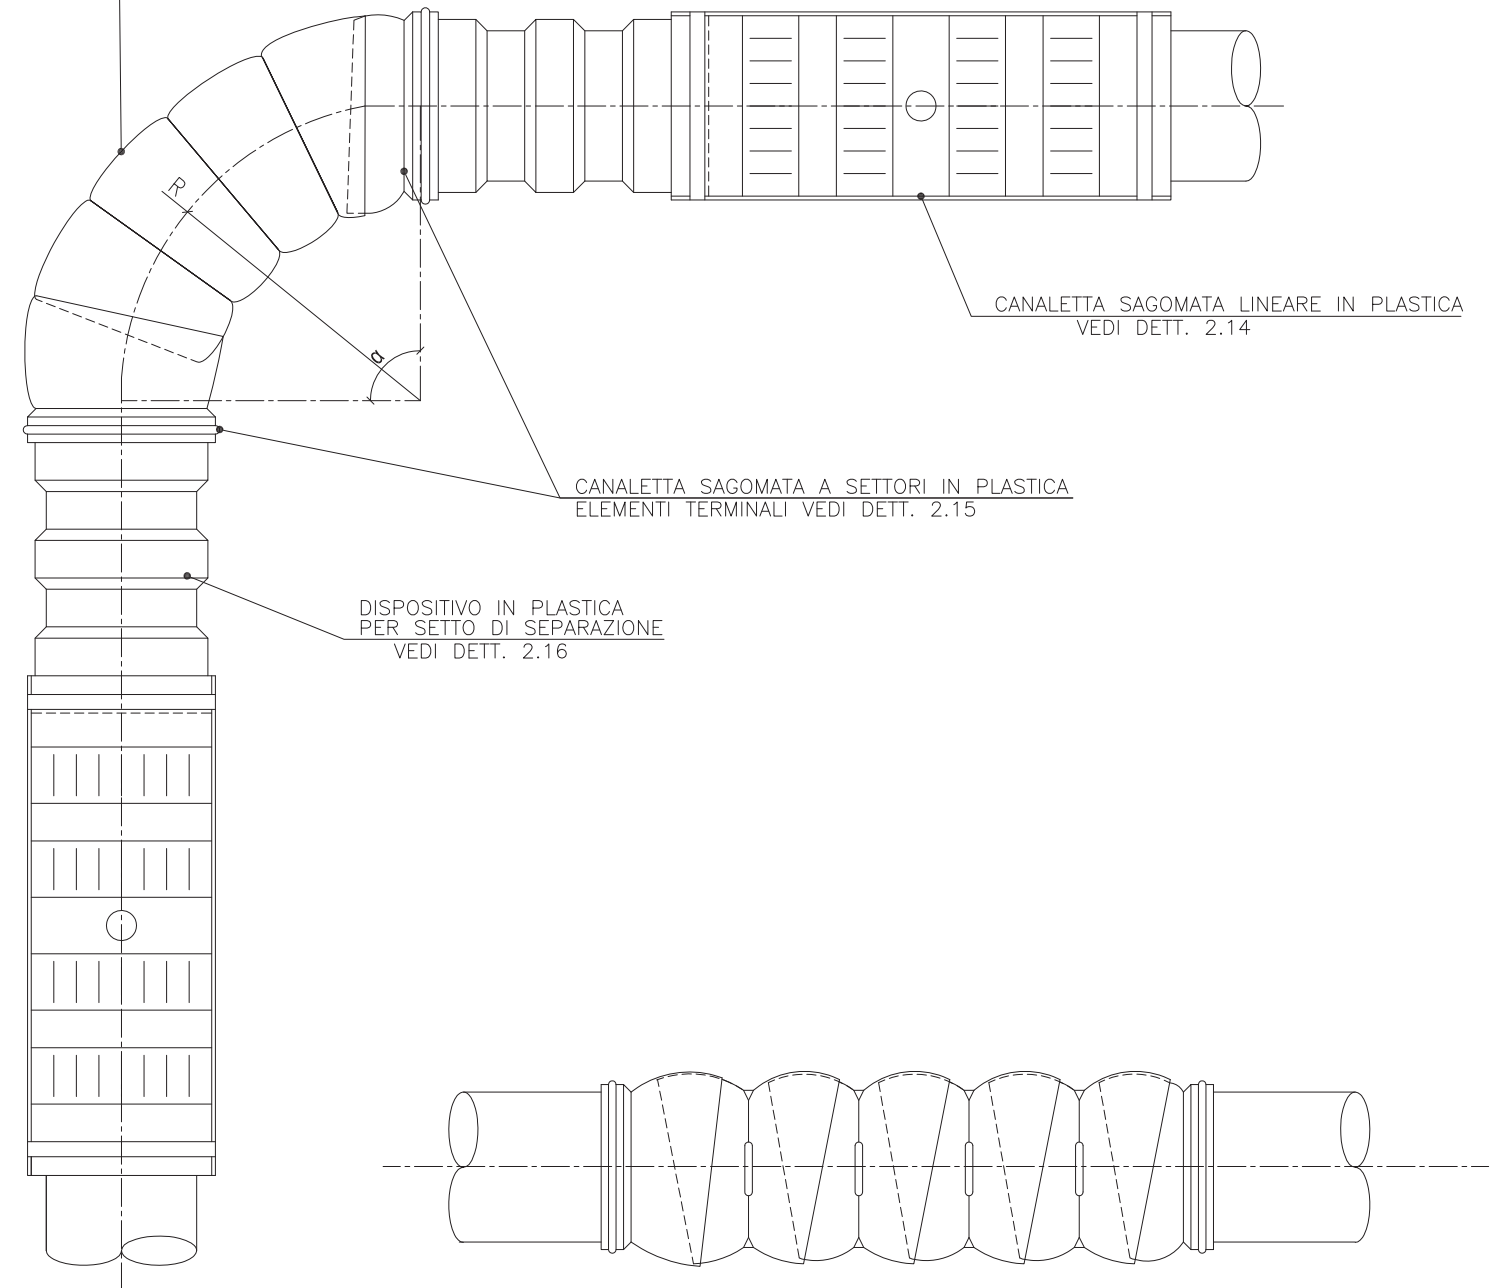 R
CANALETTA SAGOMATA LINEARE IN PLASTICA
VEDI DETT. 2.14
α
CANALETTA SAGOMATA A SETTORI IN PLASTICA
ELEMENTI TERMINALI VEDI DETT. 2.15
DISPOSITIVO IN PLASTICA
PER SETTO DI SEPARAZIONE
VEDI DETT. 2.16